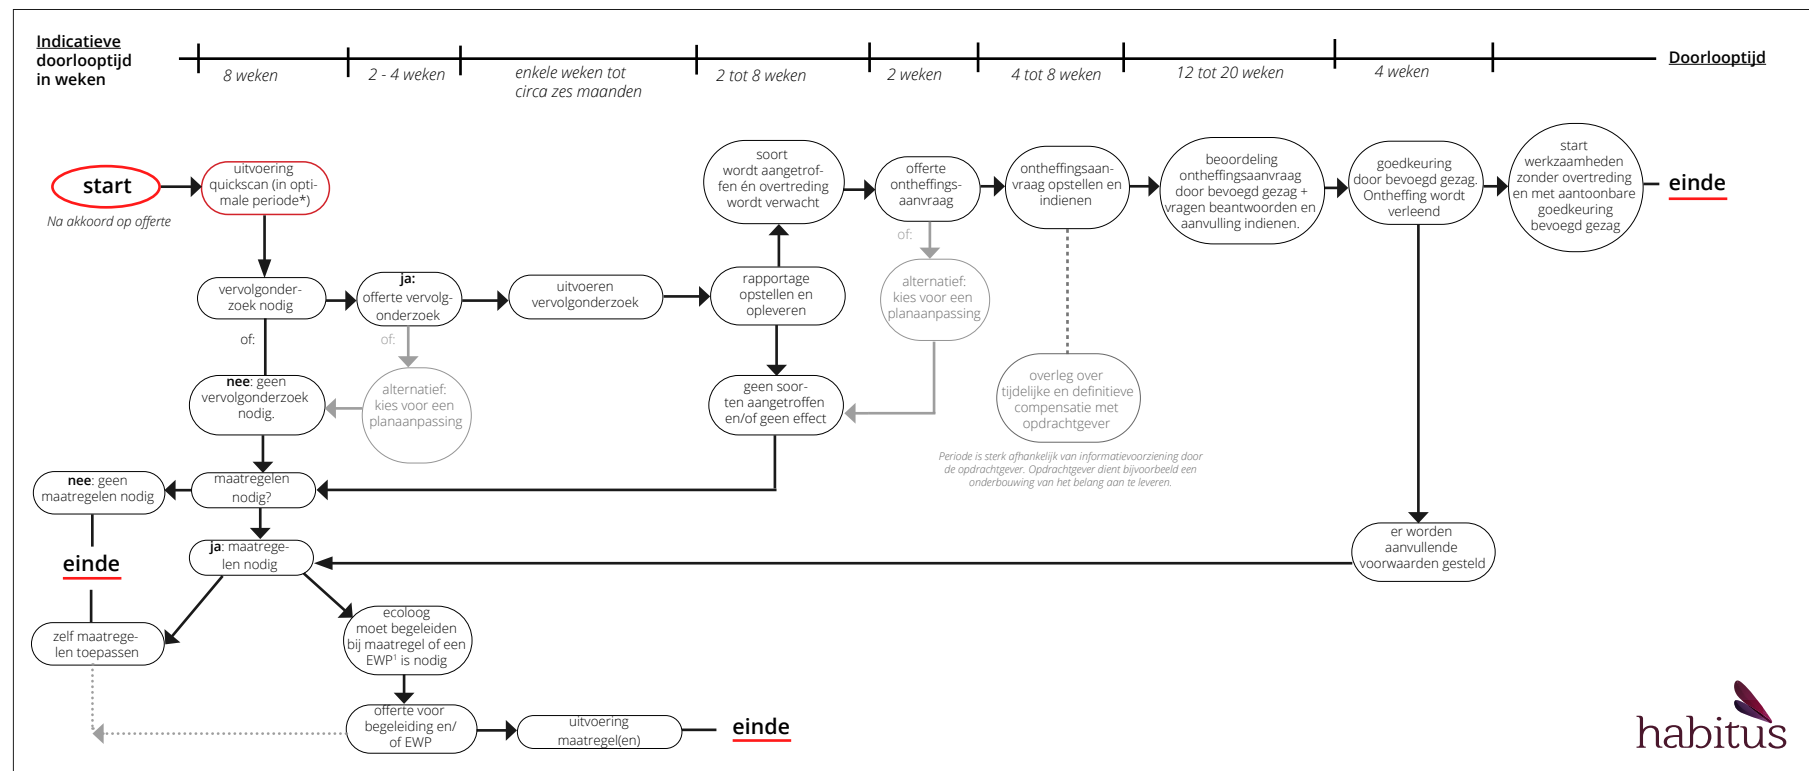 Indicatieve
doorlooptijd
in weken
8 weken
2 - 4 weken
enkele weken tot
circa zes maanden
2 tot 8 weken
2 weken
4 tot 8 weken
12 tot 20 weken
4 weken
Doorlooptijd
start
Na akkoord op offerte
uitvoering
quickscan (in opti-
male periode*)
soort
wordt aangetrof-
fen én overtreding
wordt verwacht
offerte
ontheffings-
aanvraag
ontheffingsaan-
vraag opstellen en
indienen
beoordeling
ontheffingsaanvraag
door bevoegd gezag +
vragen beantwoorden en
aanvulling indienen.
goedkeuring
door bevoegd gezag.
Ontheffing wordt
verleend
start
werkzaamheden
zonder overtreding
en met aantoonbare
goedkeuring
bevoegd gezag
einde
vervolgonder-
zoek nodig
ja:
offerte vervolg-
onderzoek
uitvoeren
vervolgonderzoek
rapportage
opstellen en
opleveren
of:
alternatief:
kies voor een
planaanpassing
of:
of:
nee: geen
vervolgonderzoek
nodig.
alternatief:
kies voor een
planaanpassing
geen soor-
ten aangetroffen
en/of geen effect
overleg over
tijdelijke en definitieve
compensatie met
opdrachtgever
Periode is sterk afhankelijk van informatievoorziening door
de opdrachtgever. Opdrachtgever dient bijvoorbeeld een
onderbouwing van het belang aan te leveren.
nee: geen
maatregelen nodig
maatregelen
nodig?
einde
ja: maatrege-
len nodig
er worden
aanvullende
voorwaarden gesteld
zelf maatrege-
len toepassen
ecoloog
moet begeleiden
bij maatregel of een
EWP¹ is nodig
offerte voor
begeleiding en/
of EWP
uitvoering
maatregel(en)
einde
habitus